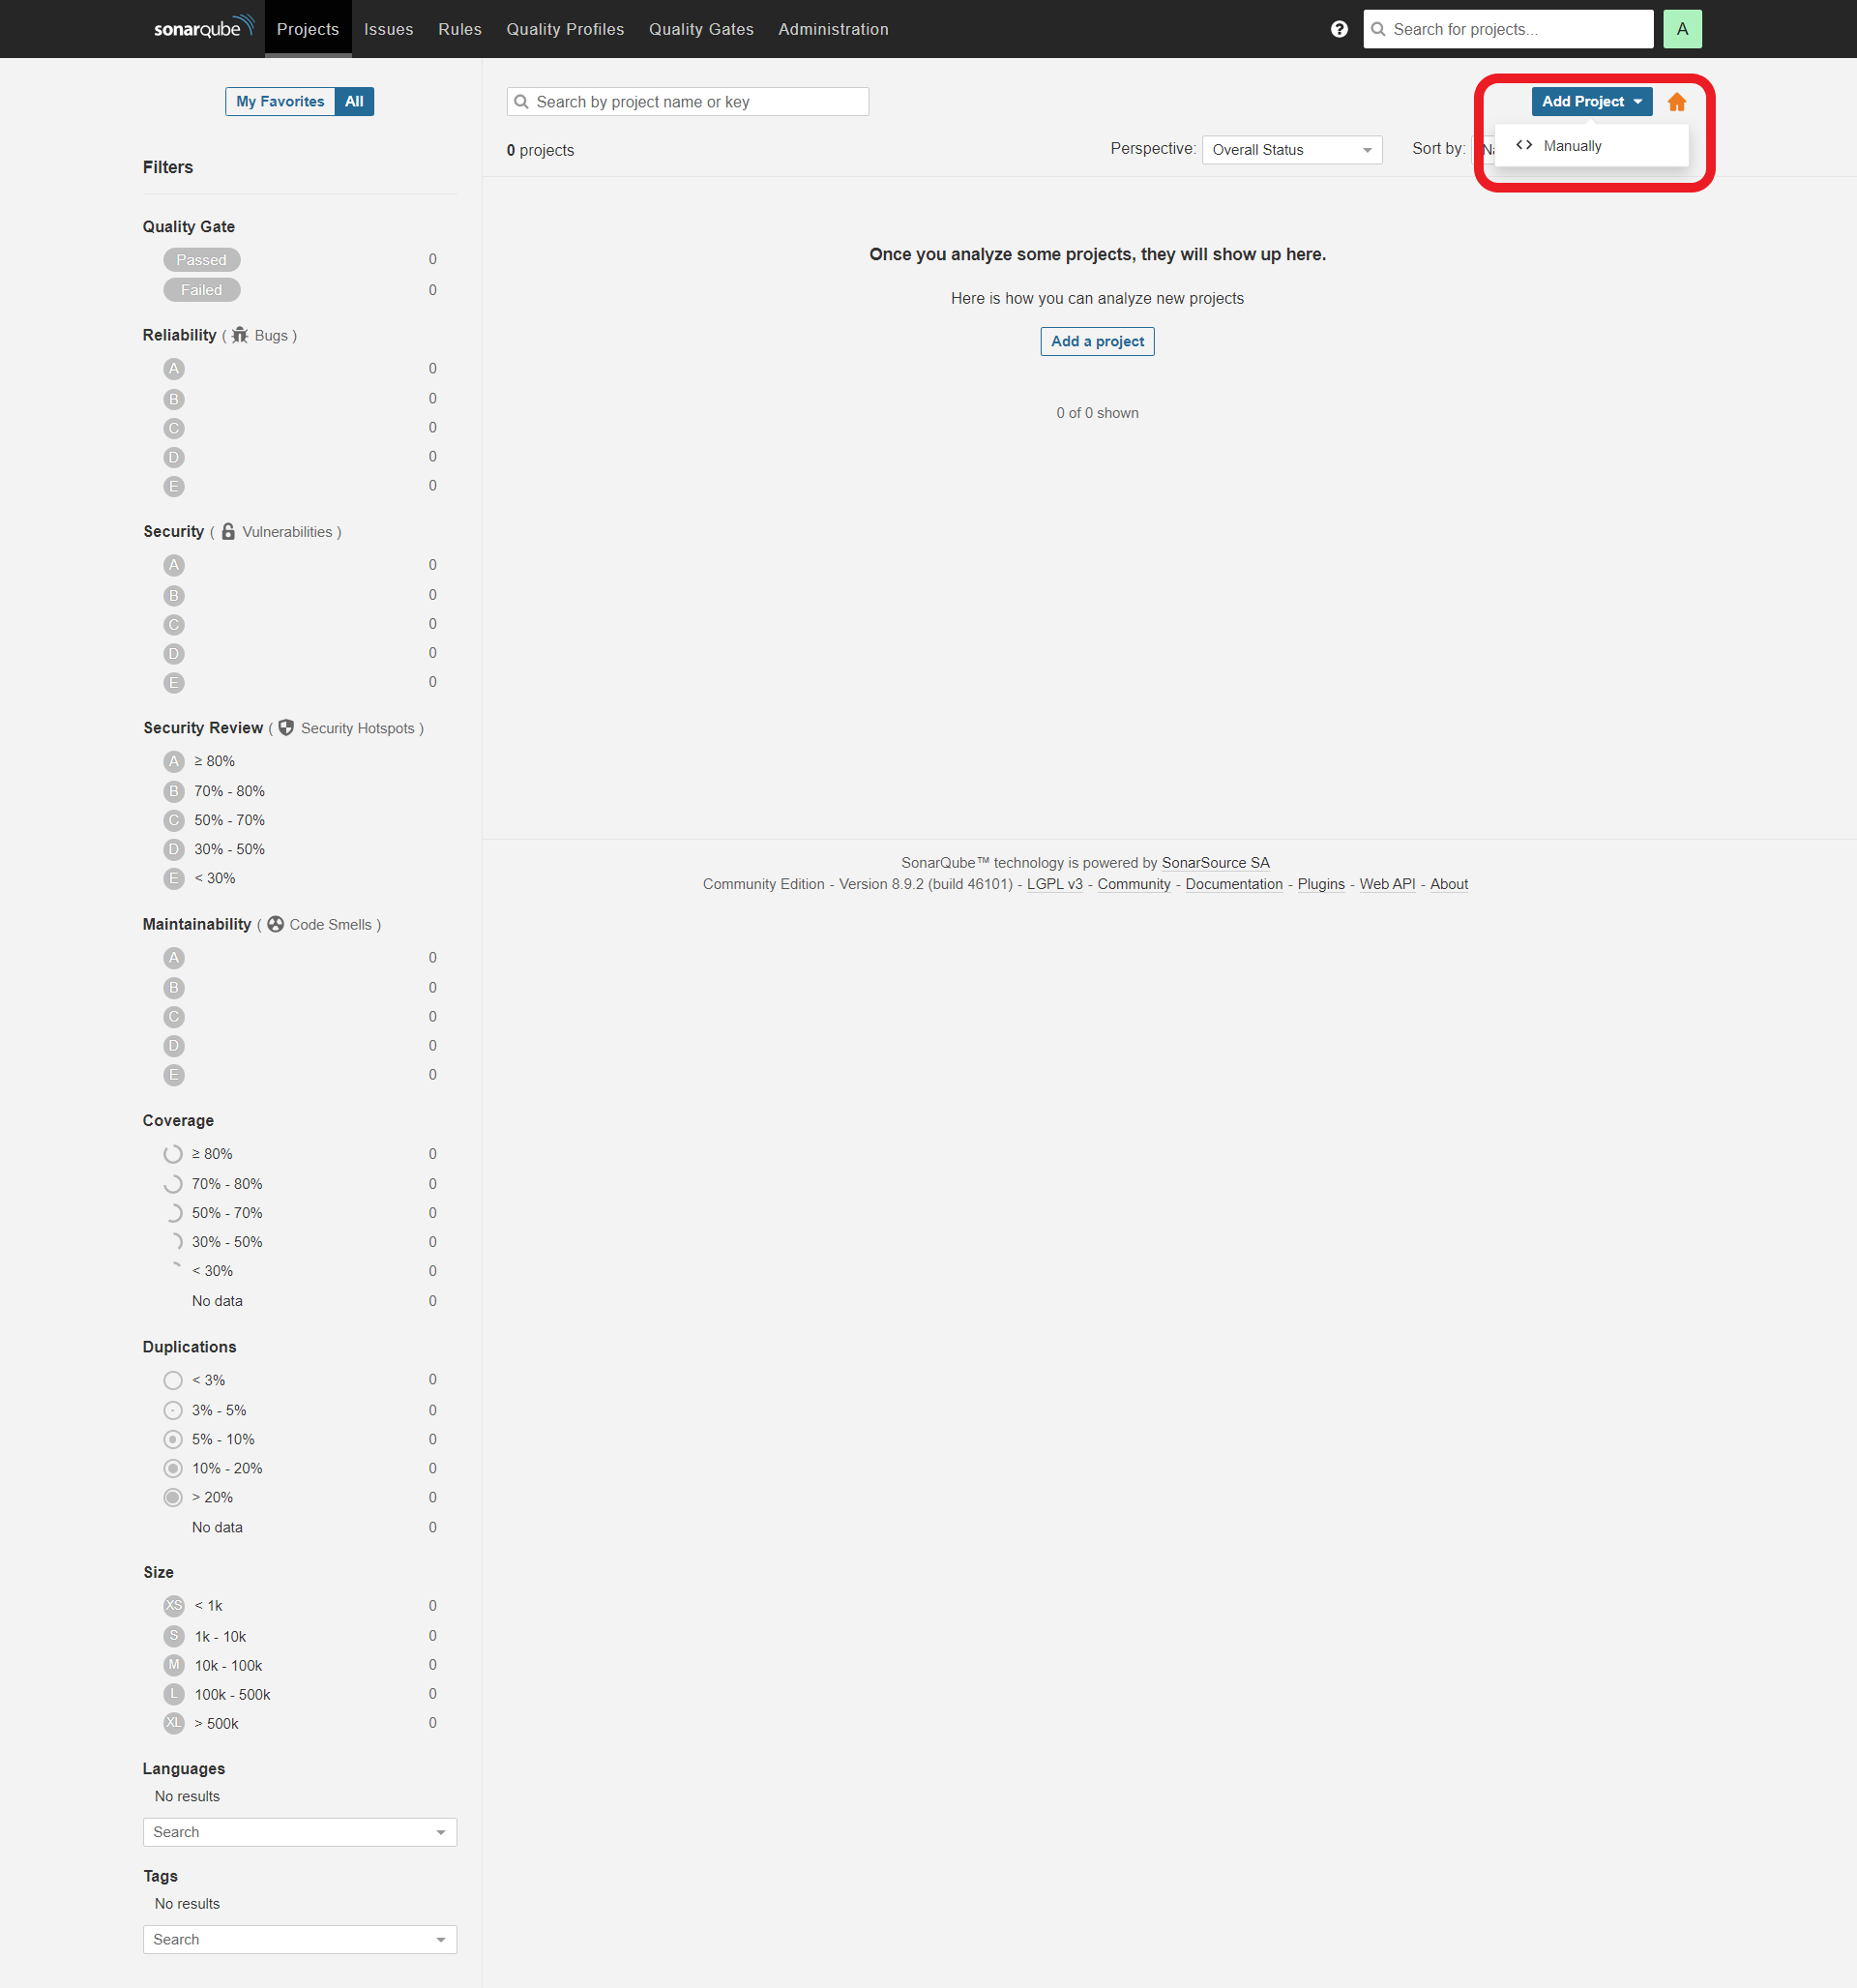 sonarqube Projects Issues Rules Quality Profiles Quality Gates Administration Search for projects... A
My Favorites All
Filters
Quality Gate
Passed 0
Failed 0
Reliability ( Bugs )
A 0
B 0
C 0
D 0
E 0
Security ( Vulnerabilities )
A 0
B 0
C 0
D 0
E 0
Security Review ( Security Hotspots )
A ≥ 80%
B 70% - 80%
C 50% - 70%
D 30% - 50%
E < 30%
Maintainability ( Code Smells )
A 0
B 0
C 0
D 0
E 0
Coverage
≥ 80% 0
70% - 80% 0
50% - 70% 0
30% - 50% 0
< 30% 0
No data 0
Duplications
< 3% 0
3% - 5% 0
5% - 10% 0
10% - 20% 0
> 20% 0
No data 0
Size
XS < 1k 0
S 1k - 10k 0
M 10k - 100k 0
L 100k - 500k 0
XL > 500k 0
Languages
No results
Search
Tags
No results
Search
Search by project name or key Add Project
Manually
0 projects Perspective: Overall Status Sort by:
Once you analyze some projects, they will show up here.
Here is how you can analyze new projects
Add a project
0 of 0 shown
SonarQube™ technology is powered by SonarSource SA
Community Edition - Version 8.9.2 (build 46101) - LGPL v3 - Community - Documentation - Plugins - Web API - About